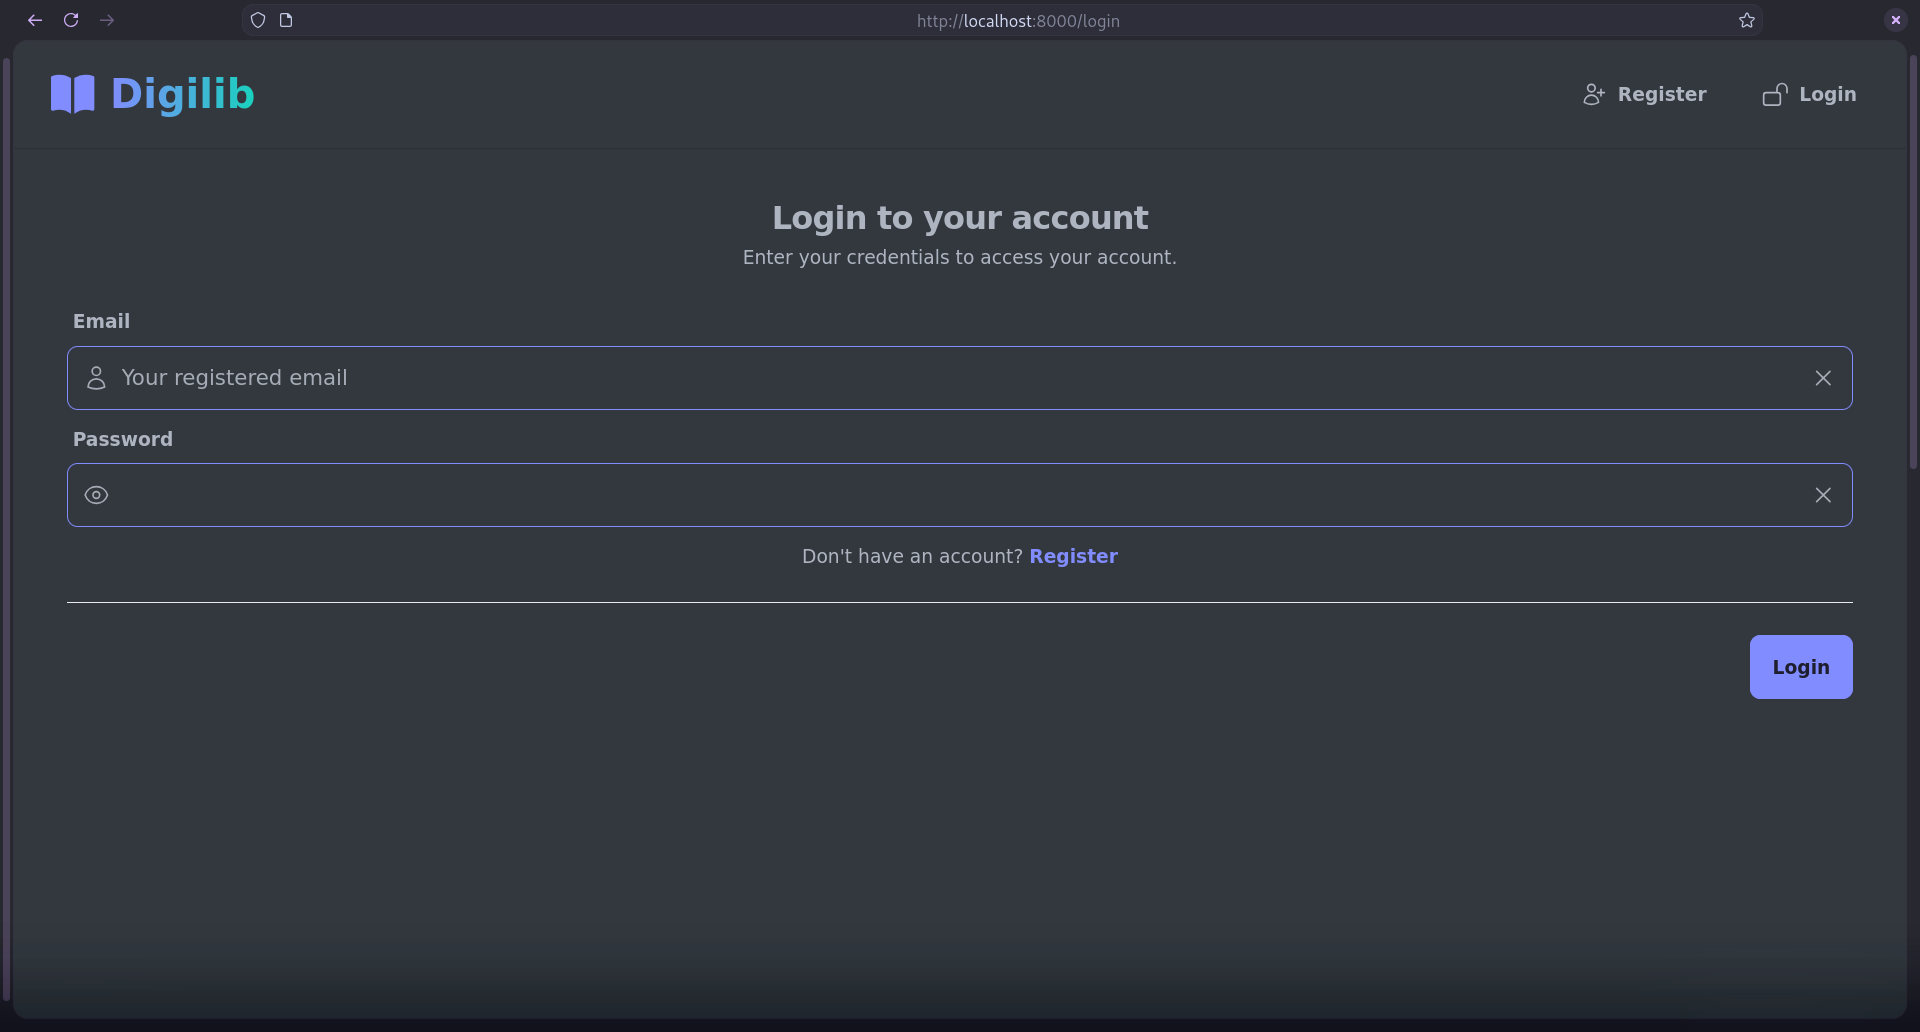 http://localhost:8000/login
Digilib
Register
Login
Login to your account
Enter your credentials to access your account.
Email
Your registered email
Password
Don't have an account? Register
Login